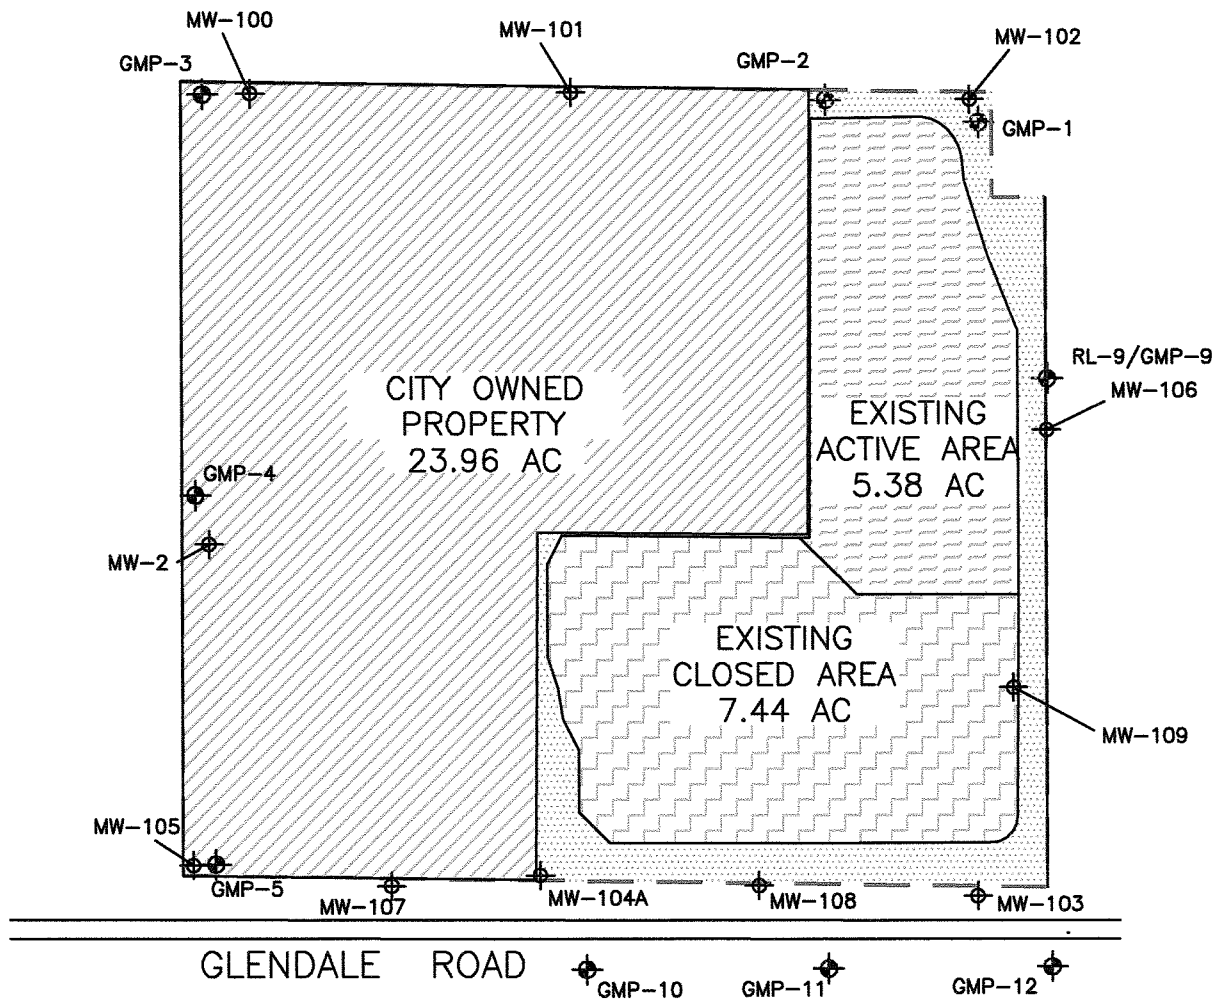 MW-100
MW-101
MW-102
GMP-3
GMP-2
GMP-1
RL-9/GMP-9
MW-106
CITY OWNED
PROPERTY
23.96 AC
EXISTING
ACTIVE AREA
5.38 AC
GMP-4
MW-2
EXISTING
CLOSED AREA
7.44 AC
MW-109
MW-105
GMP-5
MW-107
MW-104A
MW-108
MW-103
GLENDALE ROAD
GMP-10
GMP-11
GMP-12